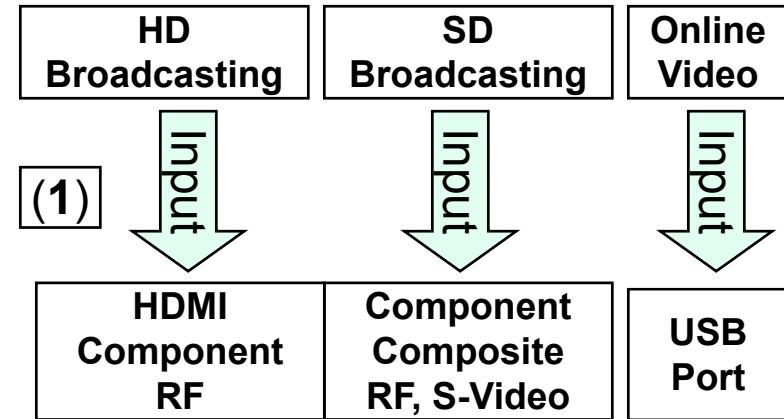 HD
Broadcasting
SD
Broadcasting
Online
Video
(1)
Input
Input
Input
HDMI
Component
RF
Component
Composite
RF, S-Video
USB
Port